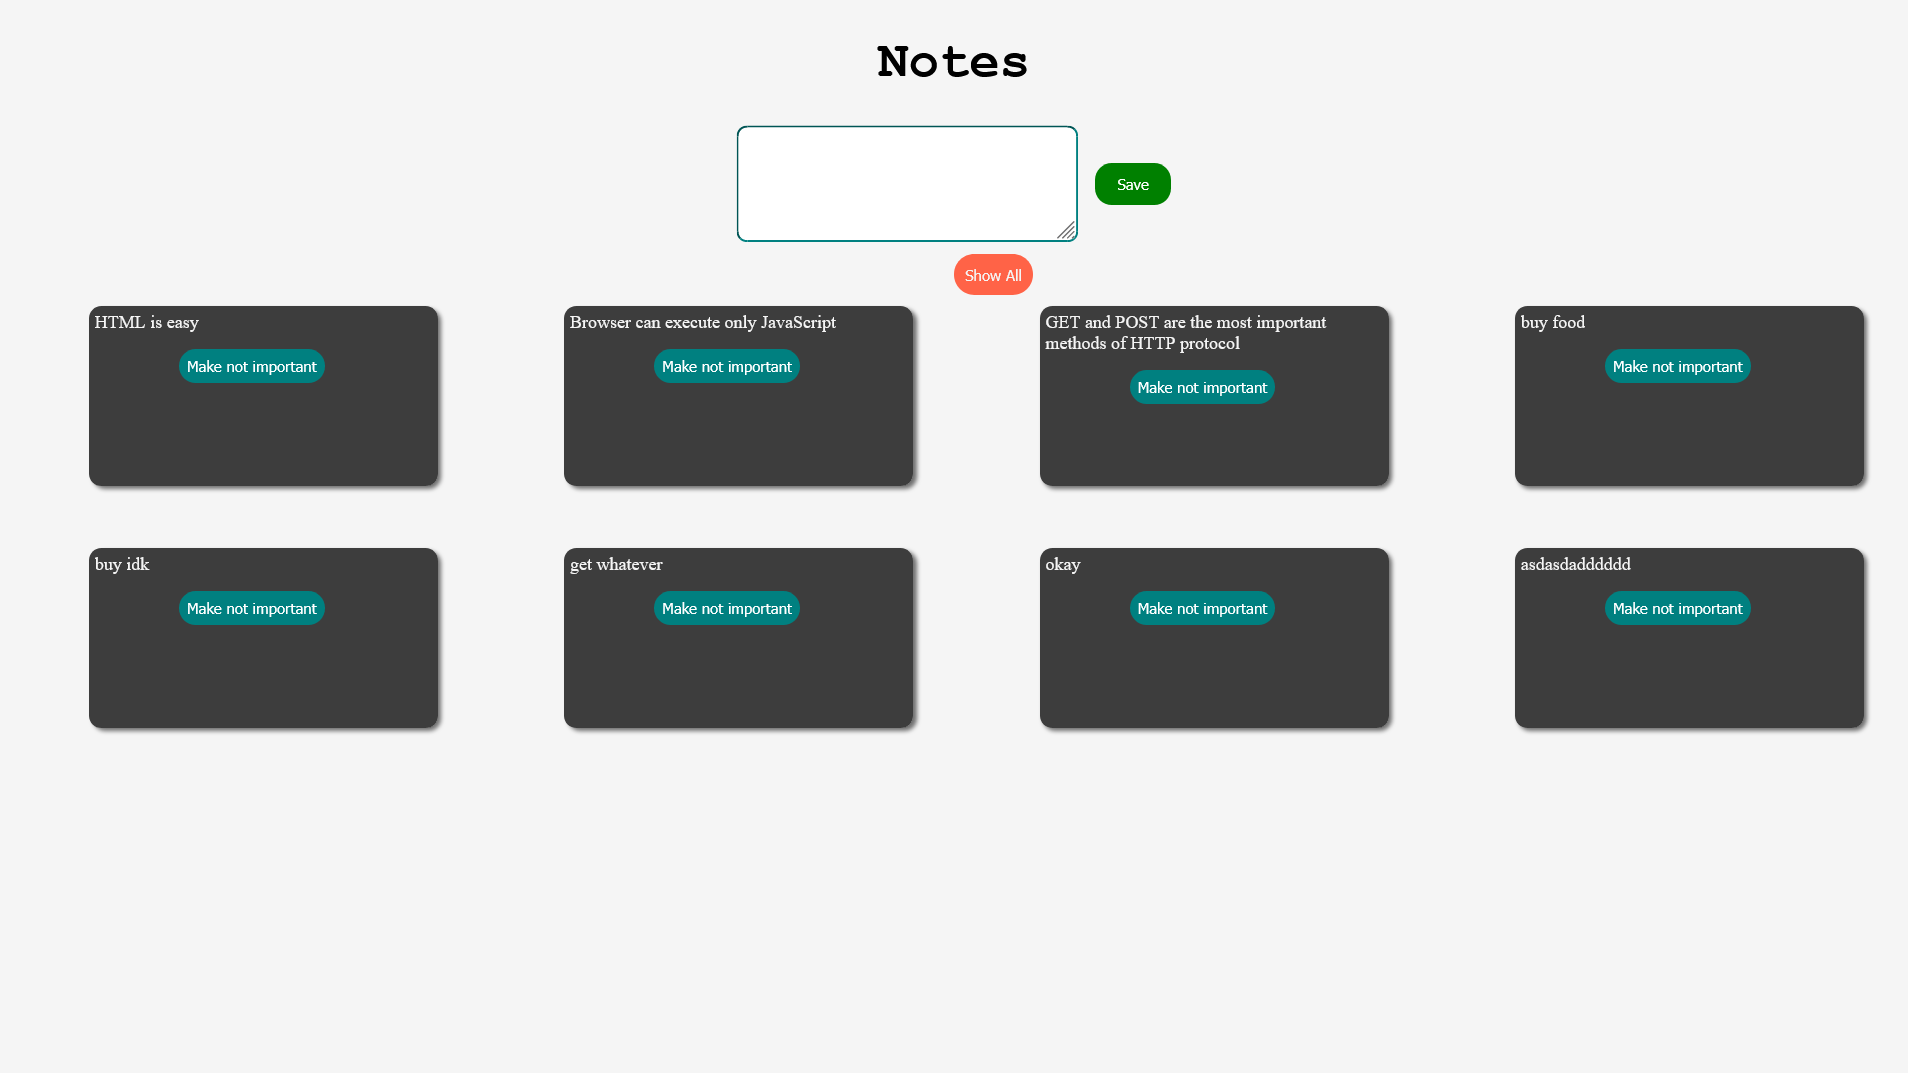 Notes
Save
Show All
HTML is easy
Make not important
Browser can execute only JavaScript
Make not important
GET and POST are the most important
methods of HTTP protocol
Make not important
buy food
Make not important
buy idk
Make not important
get whatever
Make not important
okay
Make not important
asdasdadddddd
Make not important